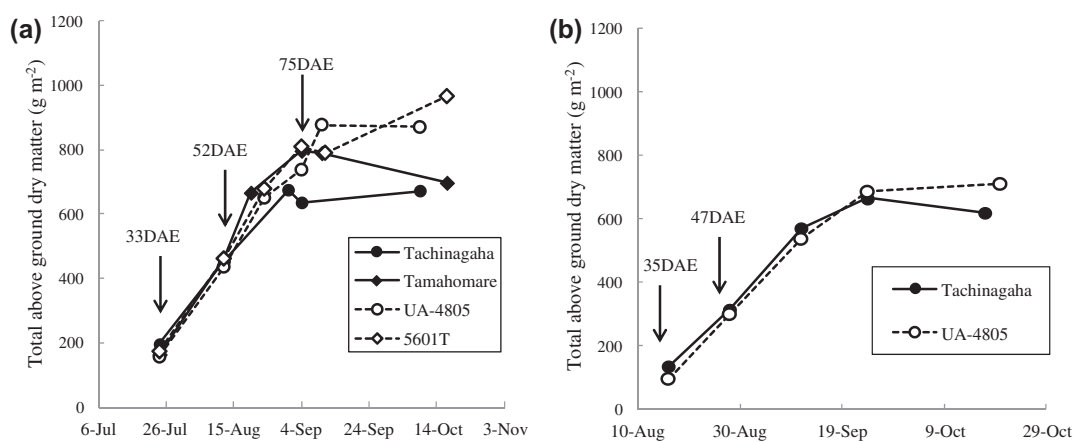 (a)
Total above ground dry matter (g m-2)
1200
1000
800
600
400
200
0
33DAE
52DAE
75DAE
Tachinagaha
Tamahomare
UA-4805
5601T
6-Jul 26-Jul 15-Aug 4-Sep 24-Sep 14-Oct 3-Nov
(b)
Total above ground dry matter (g m-2)
1200
1000
800
600
400
200
0
35DAE
47DAE
Tachinagaha
UA-4805
10-Aug 30-Aug 19-Sep 9-Oct 29-Oct